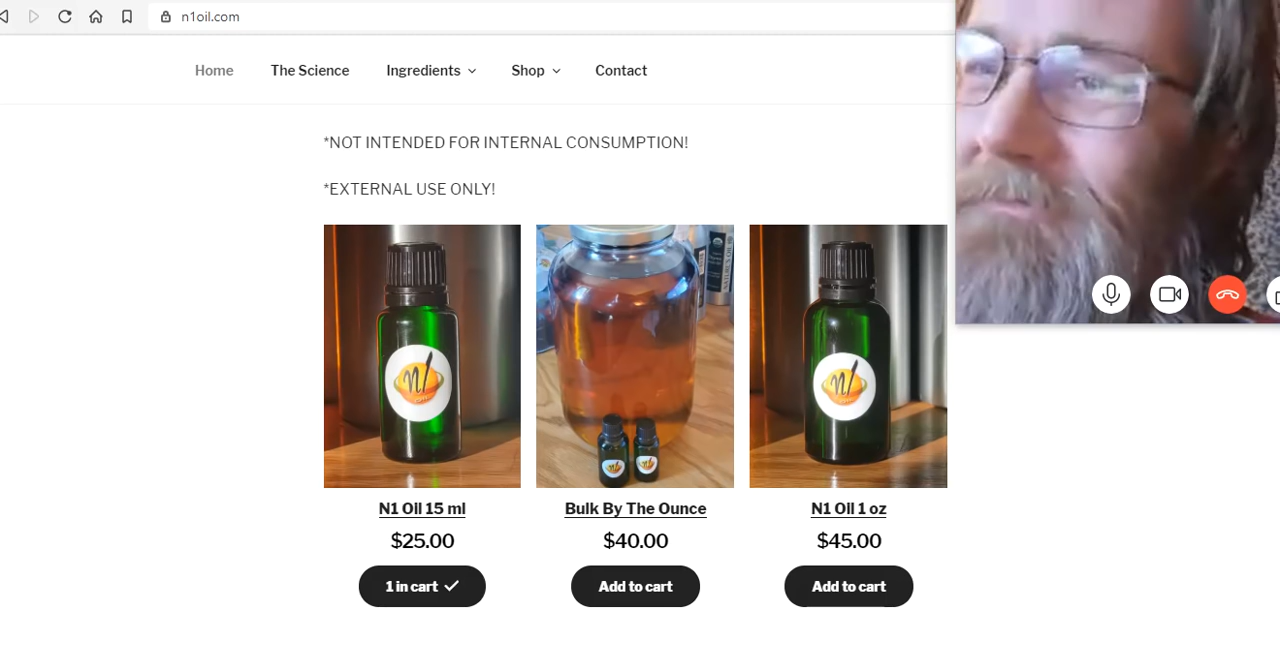 n1oil.com
Home The Science Ingredients Shop Contact
*NOT INTENDED FOR INTERNAL CONSUMPTION!
*EXTERNAL USE ONLY!
n1
n1
N1 Oil 15 ml Bulk By The Ounce N1 Oil 1 oz
$25.00 $40.00 $45.00
1 in cart Add to cart Add to cart